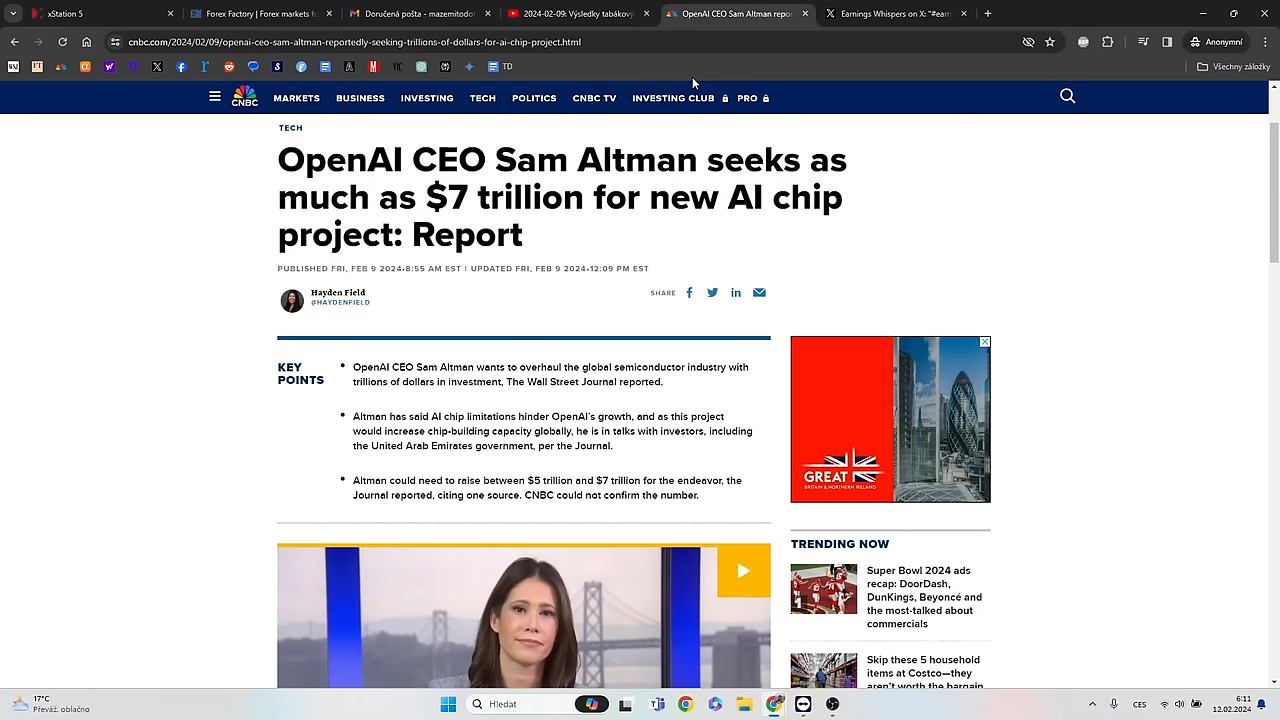 xStation 5
Forex Factory | Forex markets f
Doručená pošta – mazemitodot
2024-02-09: Výsledky tabákový
OpenAI CEO Sam Altman repor
Earnings Whispers on X: "#earn
cnbc.com/2024/02/09/openai-ceo-sam-altman-reportedly-seeking-trillions-of-dollars-for-ai-chip-project.html
Anonymní
TD
Všechny záložky
CNBC
MARKETS BUSINESS INVESTING TECH POLITICS CNBC TV INVESTING CLUB PRO
TECH
OpenAI CEO Sam Altman seeks as
much as $7 trillion for new AI chip
project: Report
PUBLISHED FRI, FEB 9 2024•8:55 AM EST | UPDATED FRI, FEB 9 2024•12:09 PM EST
Hayden Field
@HAYDENFIELD
SHARE
KEY
POINTS
OpenAI CEO Sam Altman wants to overhaul the global semiconductor industry with
trillions of dollars in investment, The Wall Street Journal reported.
Altman has said AI chip limitations hinder OpenAI's growth, and as this project
would increase chip-building capacity globally, he is in talks with investors, including
the United Arab Emirates government, per the Journal.
Altman could need to raise between $5 trillion and $7 trillion for the endeavor, the
Journal reported, citing one source. CNBC could not confirm the number.
GREAT
BRITAIN & NORTHERN IRELAND
TRENDING NOW
Super Bowl 2024 ads
recap: DoorDash,
DunKings, Beyoncé and
the most-talked about
commercials
Skip these 5 household
items at Costco—they
aren't worth the bargain
17°C
Převáž. oblačno
Hledat
CES
6:11
12.02.2024